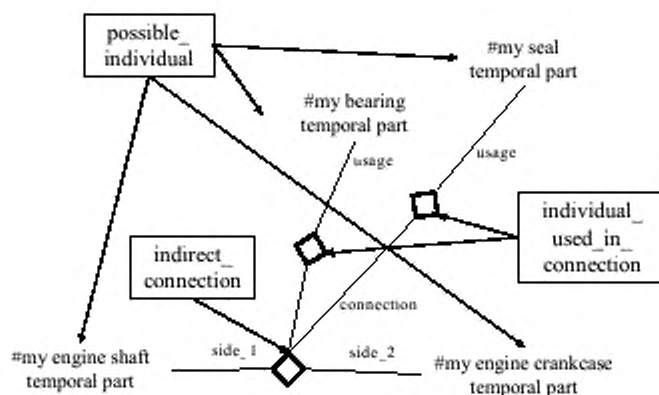 possible_
individual
#my seal
temporal part
#my bearing
temporal part
usage
usage
individual_
used_in_
connection
indirect_
connection
connection
#my engine shaft
temporal part
side_1
side_2
#my engine crankcase
temporal part